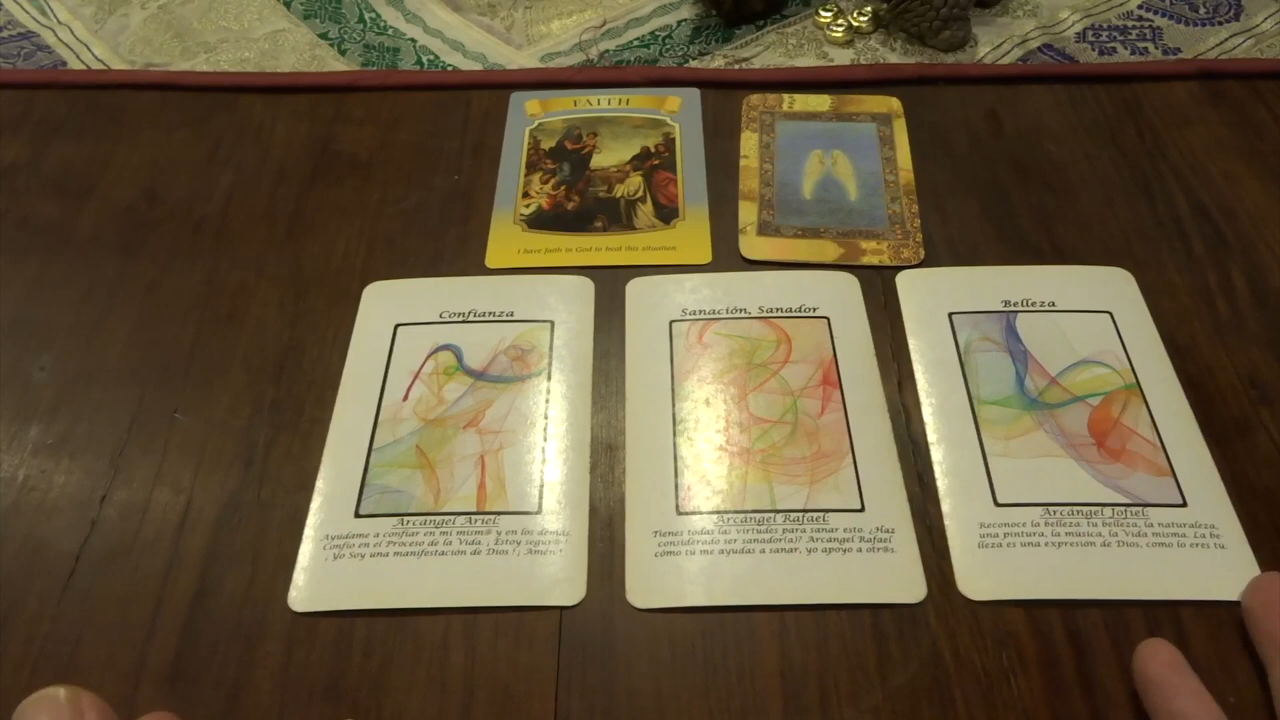 FAITH
I have faith in God to heal this situation.
Confianza
Arcángel Ariel:
Ayúdame a confiar en mi mism@ y en los demás.
Confío en el Proceso de la Vida. ¡ Estoy segur@ !
¡ Yo Soy una manifestación de Dios ! ¡ Amén !
Sanación, Sanador
Arcángel Rafael:
Tienes todas las virtudes para sanar esto. ¿Haz
considerado ser sanador(a)? Arcángel Rafael
cómo tú me ayudas a sanar, yo apoyo a otr@s.
Belleza
Arcángel Jofiel:
Reconoce la belleza: tu belleza, la naturaleza,
una pintura, la música, la Vida misma. La be-
lleza es una expresión de Dios, como lo eres tú.